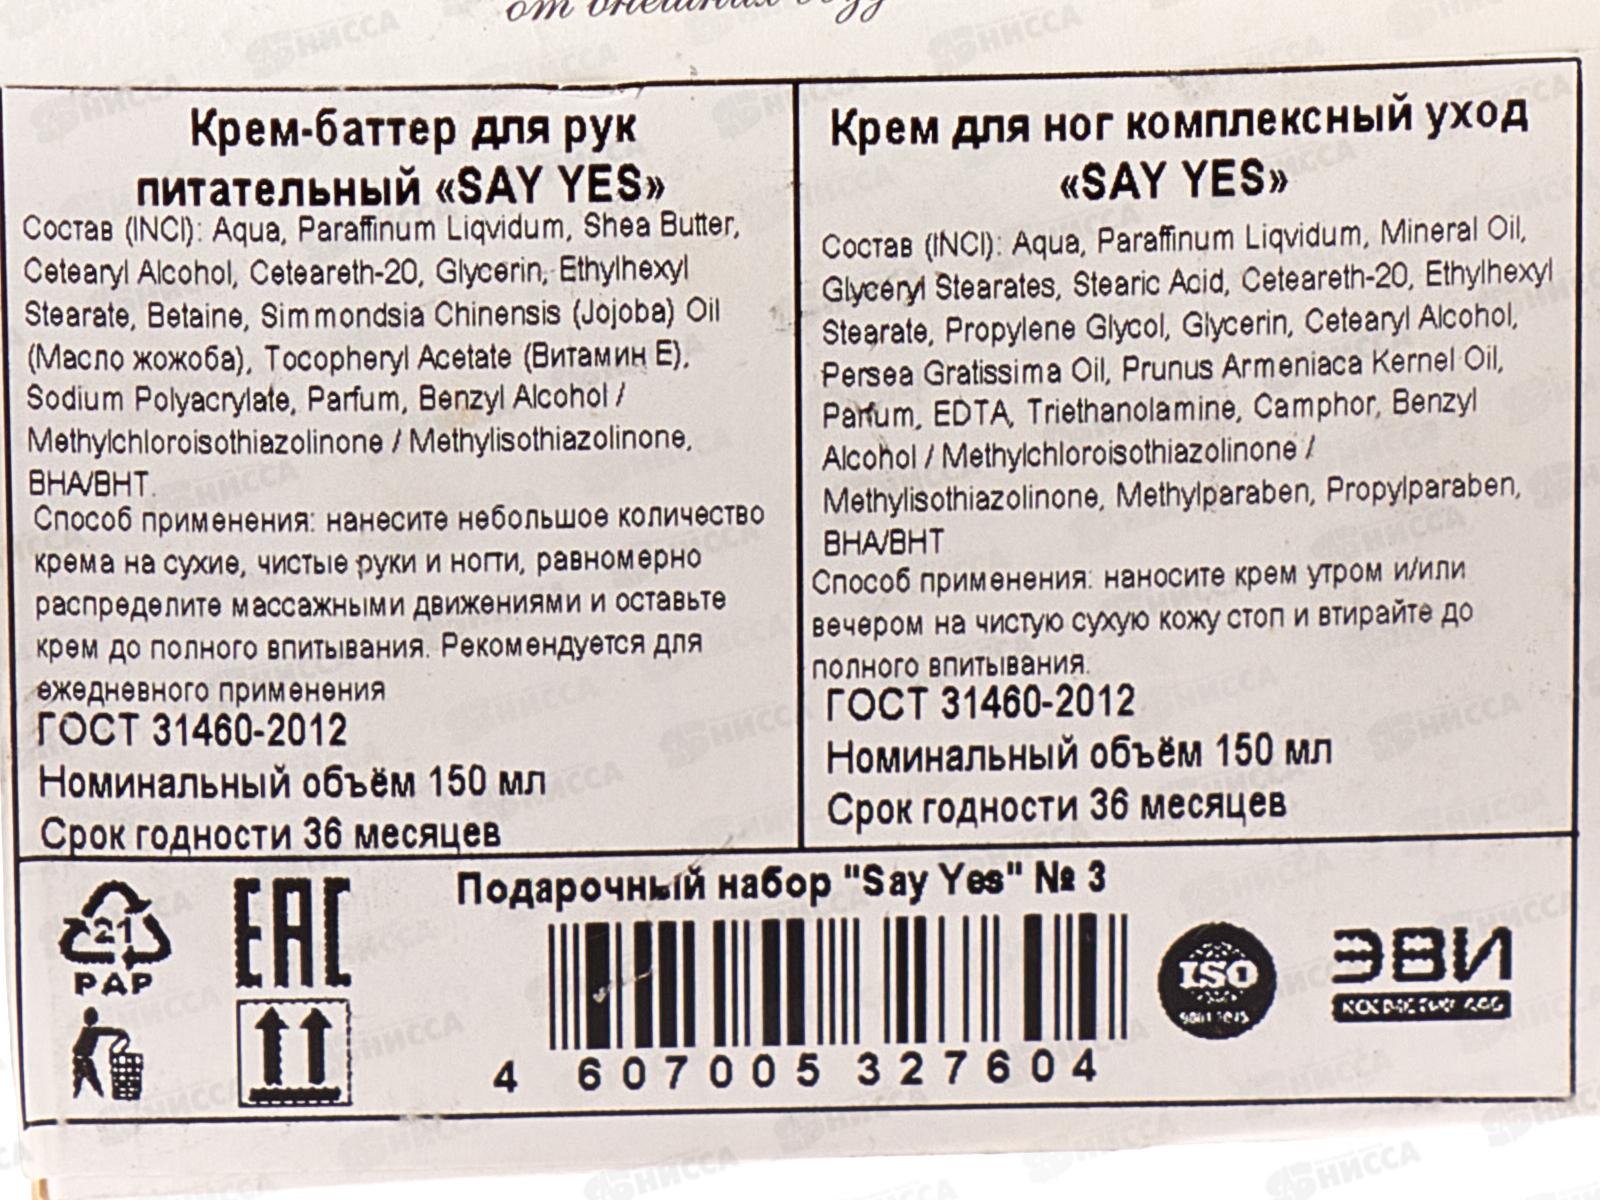 от внешних
Крем-баттер для рук
питательный «SAY YES»
Состав (INCI): Aqua, Paraffinum Liqvidum, Shea Butter,
Cetearyl Alcohol, Ceteareth-20, Glycerin, Ethylhexyl
Stearate, Betaine, Simmondsia Chinensis (Jojoba) Oil
(Масло жожоба), Tocopheryl Acetate (Витамин Е),
Sodium Polyacrylate, Parfum, Benzyl Alcohol /
Methylchloroisothiazolinone / Methylisothiazolinone,
BHA/BHT.
Способ применения: нанесите небольшое количество
крема на сухие, чистые руки и ногти, равномерно
распределите массажными движениями и оставьте
крем до полного впитывания. Рекомендуется для
ежедневного применения
ГОСТ 31460-2012
Номинальный объём 150 мл
Срок годности 36 месяцев
Крем для ног комплексный уход
«SAY YES»
Состав (INCI): Aqua, Paraffinum Liqvidum, Mineral Oil,
Glyceryl Stearates, Stearic Acid, Ceteareth-20, Ethylhexyl
Stearate, Propylene Glycol, Glycerin, Cetearyl Alcohol,
Persea Gratissima Oil, Prunus Armeniaca Kernel Oil,
Parfum, EDTA, Triethanolamine, Camphor, Benzyl
Alcohol / Methylchloroisothiazolinone /
Methylisothiazolinone, Methylparaben, Propylparaben,
BHA/BHT
Способ применения: наносите крем утром и/или
вечером на чистую сухую кожу стоп и втирайте до
полного впитывания.
ГОСТ 31460-2012
Номинальный объём 150 мл
Срок годности 36 месяцев
Подарочный набор "Say Yes" № 3
21
PAP
EAC
4 607005 327604
ISO
ЭВИ
НИССА